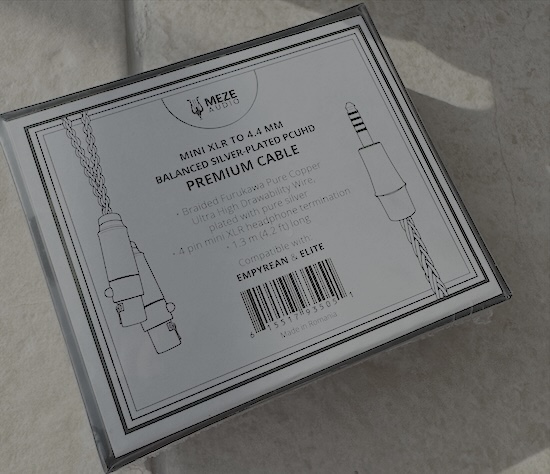 MEZE
AUDIO
MINI XLR TO 4.4 MM
BALANCED SILVER-PLATED PCUHD
PREMIUM CABLE
• Braided Furukawa Pure Copper
Ultra High Drawability Wire,
plated with pure silver
• 4 pin mini XLR headphone termination
• 1.3 m (4.2 ft) long
Compatible with
EMPYREAN & ELITE
Made in Romania